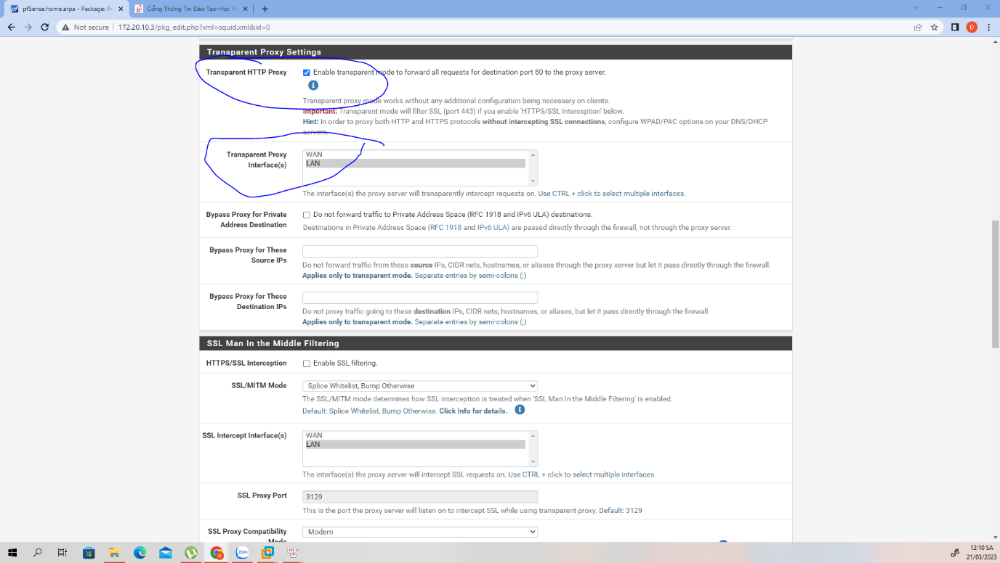 pfSense.home.arpa - Package: Pr
Cổng Thông Tin Đào Tạo-Học Vi
Not secure
172.20.10.3/pkg_edit.php?xml=squid.xml&id=0
D
Transparent Proxy Settings
Transparent HTTP Proxy
Enable transparent mode to forward all requests for destination port 80 to the proxy server.
Transparent proxy mode works without any additional configuration being necessary on clients.
Important: Transparent mode will filter SSL (port 443) if you enable 'HTTPS/SSL Interception' below.
Hint: In order to proxy both HTTP and HTTPS protocols without intercepting SSL connections, configure WPAD/PAC options on your DNS/DHCP
servers.
Transparent Proxy
Interface(s)
WAN
LAN
The interface(s) the proxy server will transparently intercept requests on. Use CTRL + click to select multiple interfaces.
Bypass Proxy for Private
Address Destination
Do not forward traffic to Private Address Space (RFC 1918 and IPv6 ULA) destinations.
Destinations in Private Address Space (RFC 1918 and IPv6 ULA) are passed directly through the firewall, not through the proxy server.
Bypass Proxy for These
Source IPs
Do not forward traffic from these source IPs, CIDR nets, hostnames, or aliases through the proxy server but let it pass directly through the firewall.
Applies only to transparent mode. Separate entries by semi-colons (;)
Bypass Proxy for These
Destination IPs
Do not proxy traffic going to these destination IPs, CIDR nets, hostnames, or aliases, but let it pass directly through the firewall.
Applies only to transparent mode. Separate entries by semi-colons (;)
SSL Man In the Middle Filtering
HTTPS/SSL Interception
Enable SSL filtering.
SSL/MITM Mode
Splice Whitelist, Bump Otherwise
The SSL/MITM mode determines how SSL interception is treated when 'SSL Man In the Middle Filtering' is enabled.
Default: Splice Whitelist, Bump Otherwise. Click Info for details.
SSL Intercept Interface(s)
WAN
LAN
The interface(s) the proxy server will intercept SSL requests on. Use CTRL + click to select multiple interfaces.
SSL Proxy Port
3129
This is the port the proxy server will listen on to intercept SSL while using transparent proxy. Default: 3129
SSL Proxy Compatibility
Mode
Modern
Zalo
12:10 SA
21/03/2023